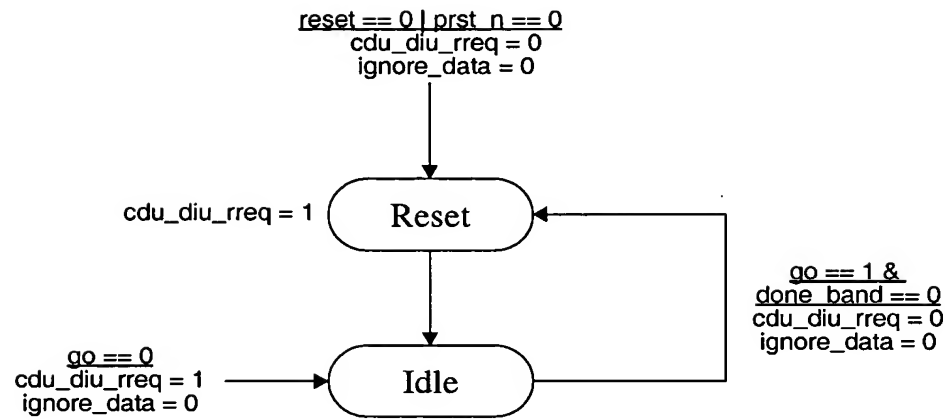 reset == 0 | prst_n == 0
cdu_diu_rreq = 0
ignore_data = 0
cdu_diu_rreq = 1
Reset
go == 1 &
done_band == 0
cdu_diu_rreq = 0
ignore_data = 0
go == 0
cdu_diu_rreq = 1
ignore_data = 0
Idle